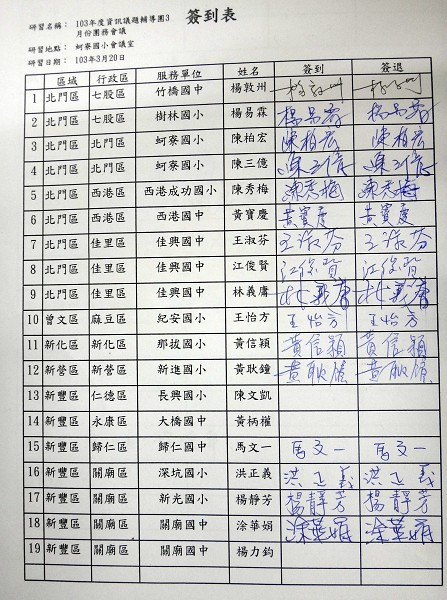 簽到表
研習名稱： 103年度資訊議題輔導團3
月份團務會議
研習地點： 蚵寮國小會議室
研習日期： 103年3月20日
區域 行政區 服務單位 姓名 簽到 簽退
1 北門區 七股區 竹橋國中 楊敦州 楊敦州 楊敦州
2 北門區 七股區 樹林國小 楊易霖 楊易霖 楊易霖
3 北門區 北門區 蚵寮國小 陳柏宏 陳柏宏 陳柏宏
4 北門區 北門區 蚵寮國小 陳三億 陳三億 陳三億
5 北門區 西港區 西港成功國小 陳秀梅 陳秀梅 陳秀梅
6 北門區 西港區 西港國中 黃寶慶 黃寶慶 黃寶慶
7 北門區 佳里區 佳興國中 王淑芬 王淑芬 王淑芬
8 北門區 佳里區 佳興國中 江俊賢 江俊賢 江俊賢
9 北門區 佳里區 佳興國中 林義庸 林義庸 林義庸
10 曾文區 麻豆區 紀安國小 王怡方 王怡方 王怡方
11 新化區 新化區 那拔國小 黃信穎 黃信穎 黃信穎
12 新營區 新營區 新進國小 黃耿鐘 黃耿鐘 黃耿鐘
13 新豐區 仁德區 長興國小 陳文凱
14 新豐區 永康區 大橋國中 黃柄權
15 新豐區 歸仁區 歸仁國中 馬文一 馬文一 馬文一
16 新豐區 關廟區 深坑國小 洪正義 洪正義 洪正義
17 新豐區 關廟區 新光國小 楊靜芳 楊靜芳 楊靜芳
18 新豐區 關廟區 關廟國中 涂華娟 涂華娟 涂華娟
19 新豐區 關廟區 關廟國中 楊力鈞